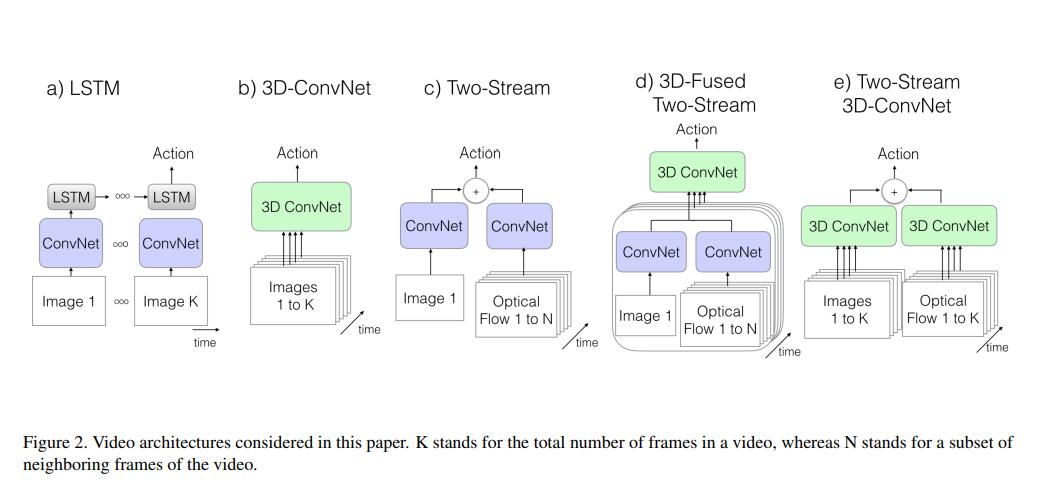 a) LSTM
Action
LSTM
ooo
LSTM
ConvNet
ooo
ConvNet
Image 1
ooo
Image K
time
b) 3D-ConvNet
Action
3D ConvNet
Images
1 to K
time
c) Two-Stream
Action
+
ConvNet
ConvNet
Image 1
Optical
Flow 1 to N
time
d) 3D-Fused
Two-Stream
Action
3D ConvNet
ConvNet
ConvNet
Image 1
Optical
Flow 1 to N
time
e) Two-Stream
3D-ConvNet
Action
+
3D ConvNet
3D ConvNet
Images
1 to K
Optical
Flow 1 to K
time
Figure 2. Video architectures considered in this paper. K stands for the total number of frames in a video, whereas N stands for a subset of
neighboring frames of the video.